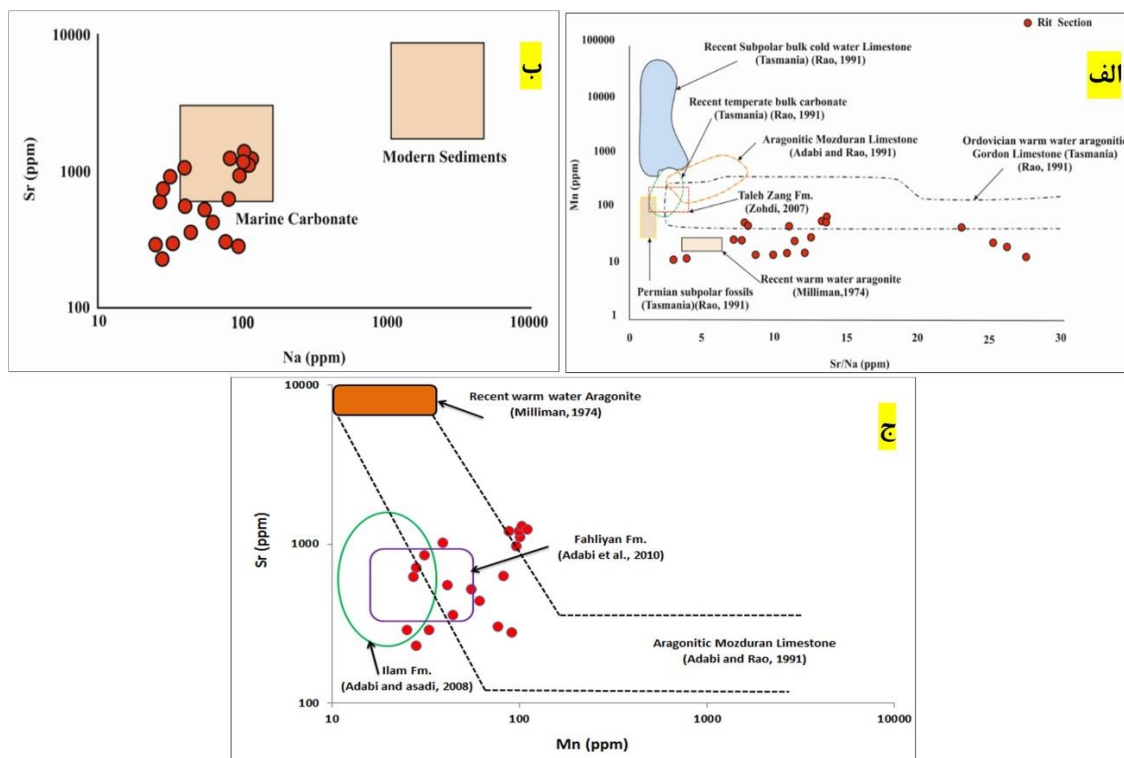 ب
10000
1000
100
Sr (ppm)
Modern Sediments
Marine Carbonate
10
100
1000
10000
Na (ppm)
الف
Rit Section
100000
10000
1000
100
10
1
Mn (ppm)
Recent Subpolar bulk cold water Limestone
(Tasmania) (Rao, 1991)
Recent temperate bulk carbonate
(Tasmania) (Rao, 1991)
Aragonitic Mozduran Limestone
(Adabi and Rao, 1991)
Ordovician warm water aragonitic
Gordon Limestone (Tasmania)
(Rao, 1991)
Taleh Zang Fm.
(Zohdi, 2007)
Recent warm water aragonite
(Milliman,1974)
Permian subpolar fossils
(Tasmania)(Rao, 1991)
0
5
10
15
20
25
30
Sr/Na (ppm)
ج
10000
1000
100
Sr (ppm)
Recent warm water Aragonite
(Milliman, 1974)
Fahliyan Fm.
(Adabi et al., 2010)
Aragonitic Mozduran Limestone
(Adabi and Rao, 1991)
Ilam Fm.
(Adabi and asadi, 2008)
10
100
1000
10000
Mn (ppm)